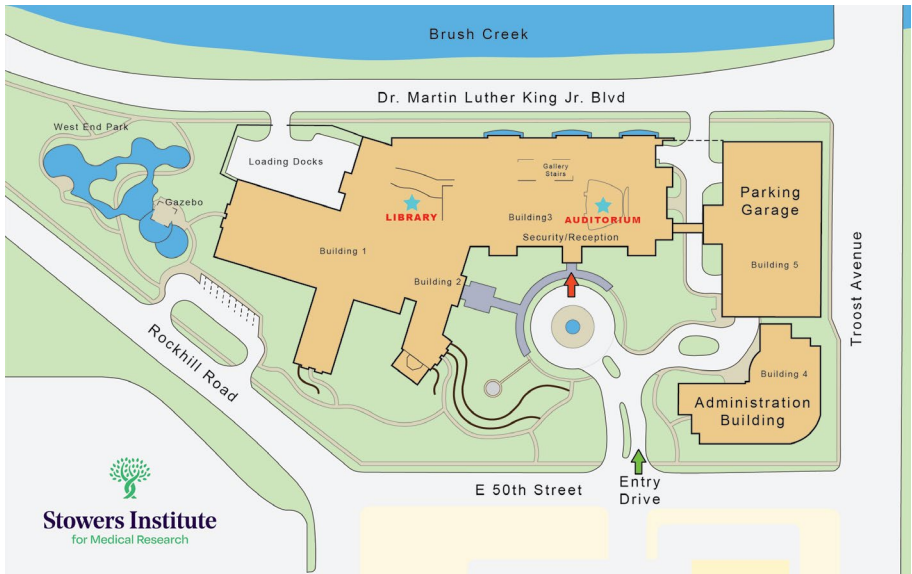 Brush Creek
Dr. Martin Luther King Jr. Blvd
West End Park
Loading Docks
Gallery
Stairs
Parking
Garage
Gazebo
LIBRARY
Building3
AUDITORIUM
Security/Reception
Building 1
Building 5
Building 2
Troost Avenue
Rockhill Road
Building 4
Administration
Building
E 50th Street
Entry
Drive
Stowers Institute
for Medical Research